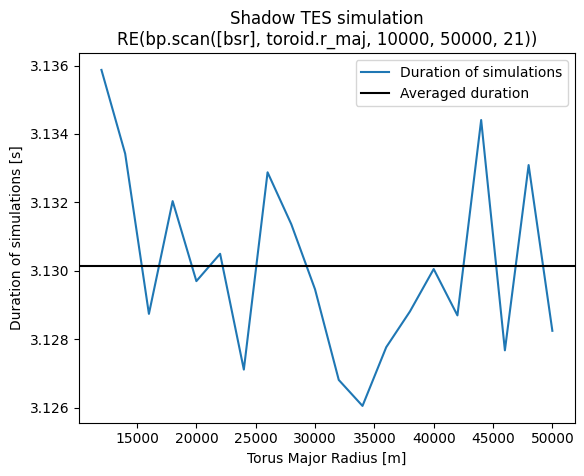 Shadow TES simulation
RE(bp.scan([bsr], toroid.r_maj, 10000, 50000, 21))
Duration of simulations
Averaged duration
Duration of simulations [s]
3.136
3.134
3.132
3.130
3.128
3.126
15000 20000 25000 30000 35000 40000 45000 50000
Torus Major Radius [m]